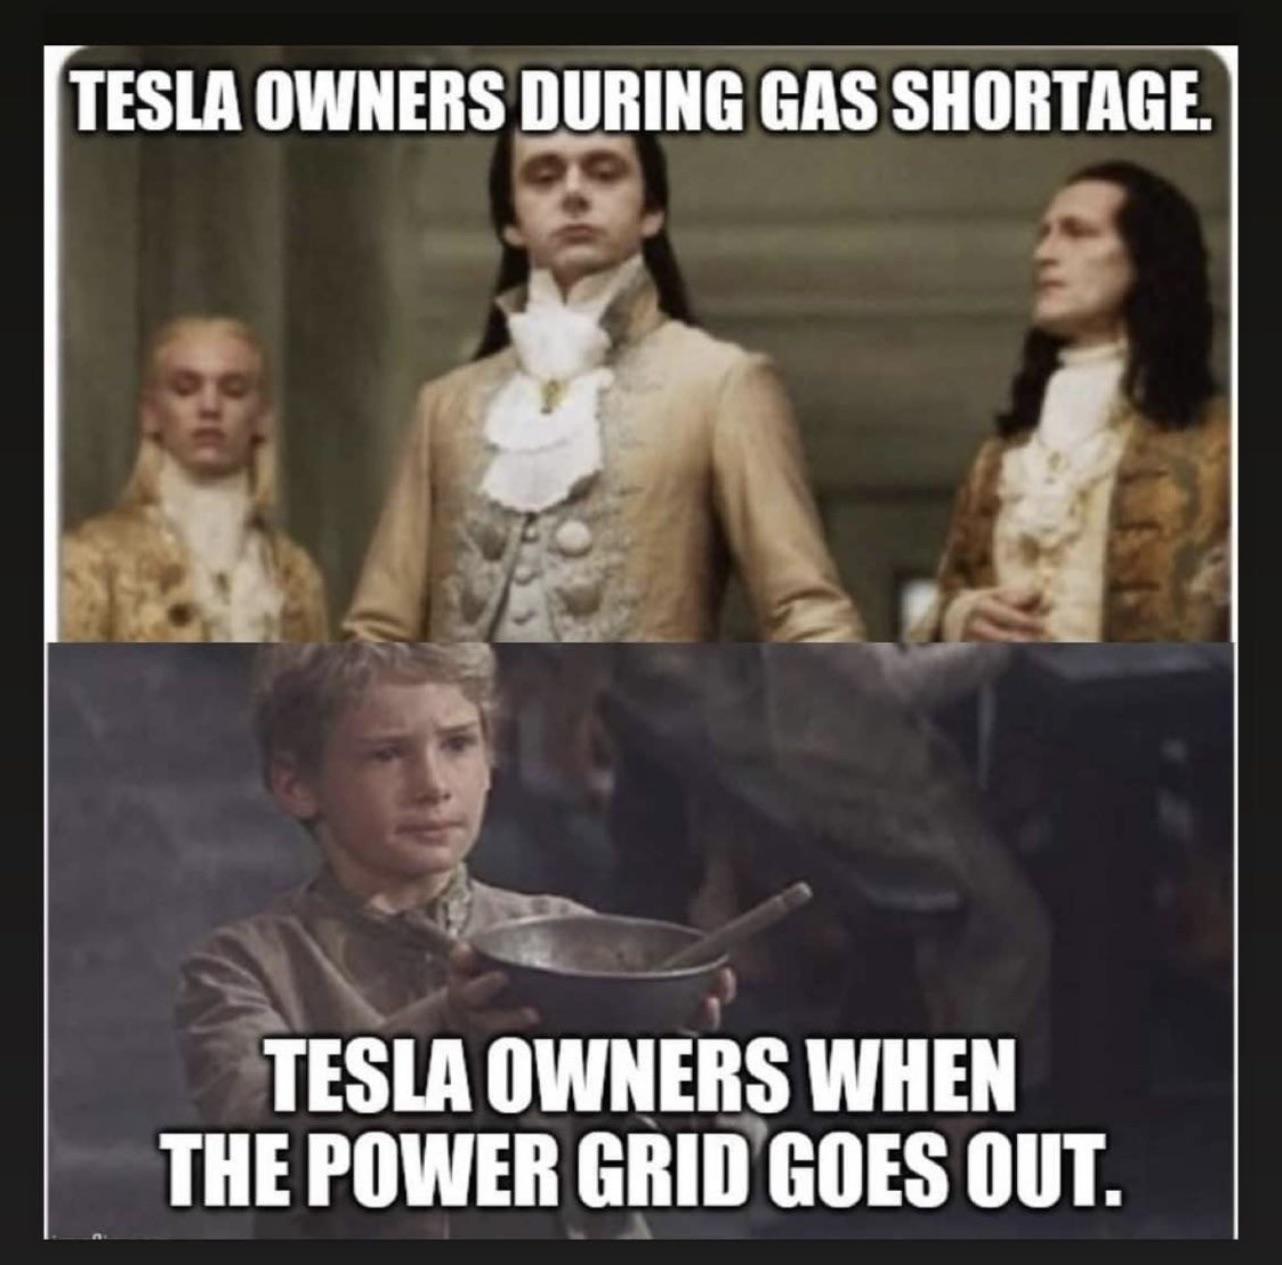 TESLA OWNERS DURING GAS SHORTAGE.
TESLA OWNERS WHEN
THE POWER GRID GOES OUT.